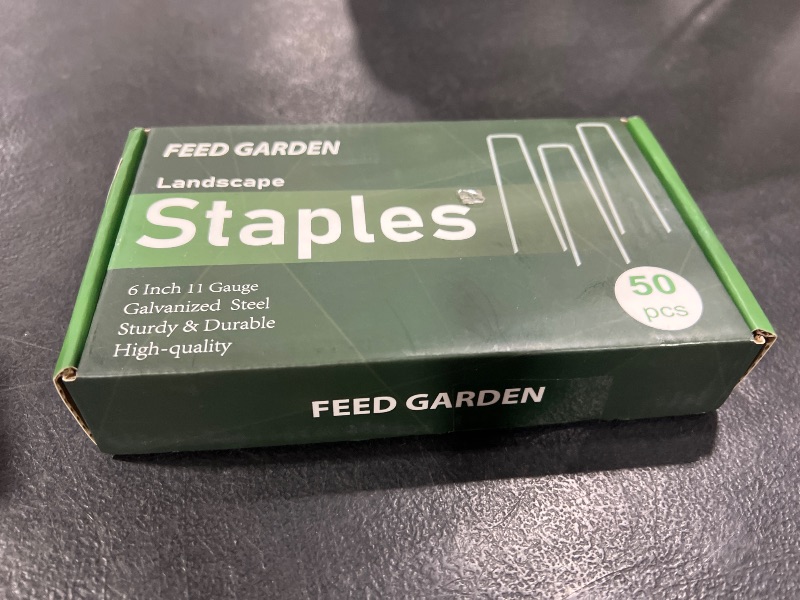 FEED GARDEN
Landscape
Staples
6 Inch 11 Gauge
Galvanized Steel
Sturdy & Durable
High-quality
50
pcs
FEED GARDEN